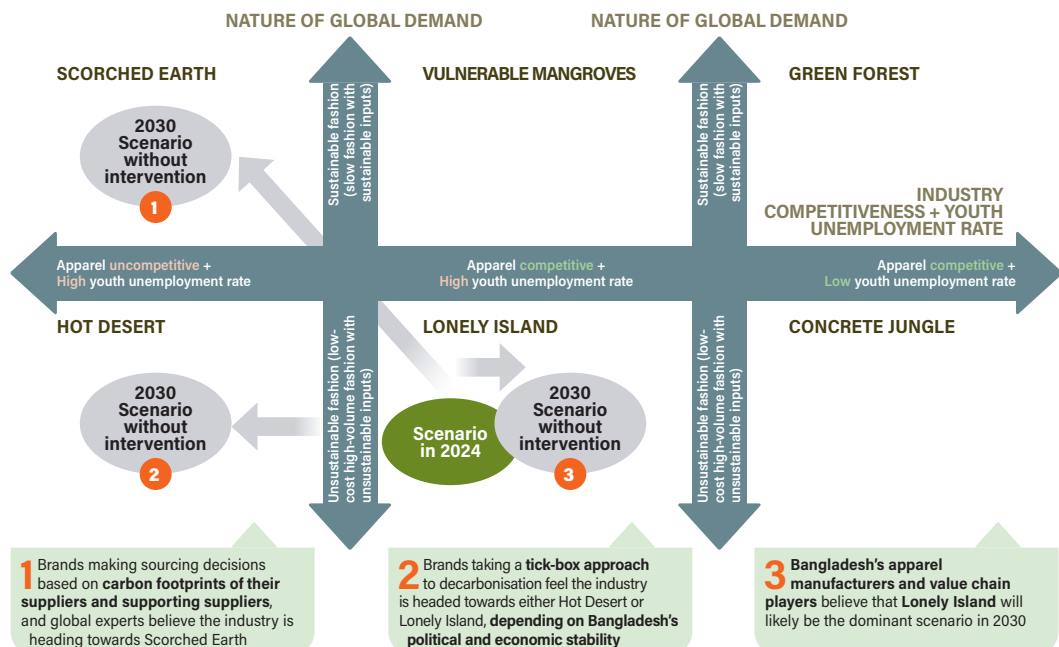 NATURE OF GLOBAL DEMAND
NATURE OF GLOBAL DEMAND
SCORCHED EARTH
VULNERABLE MANGROVES
GREEN FOREST
2030
Scenario
without
intervention
1
Sustainable fashion
(slow fashion with
sustainable inputs)
Sustainable fashion
(slow fashion with
sustainable inputs)
INDUSTRY
COMPETITIVENESS + YOUTH
UNEMPLOYMENT RATE
Apparel uncompetitive +
High youth unemployment rate
Apparel competitive +
High youth unemployment rate
Apparel competitive +
Low youth unemployment rate
HOT DESERT
LONELY ISLAND
CONCRETE JUNGLE
2030
Scenario
without
intervention
2
Unsustainable fashion (low-
cost high-volume fashion with
unsustainable inputs)
Scenario
in 2024
2030
Scenario
without
intervention
3
Unsustainable fashion (low-
cost high-volume fashion with
unsustainable inputs)
1 Brands making sourcing decisions
based on carbon footprints of their
suppliers and supporting suppliers,
and global experts believe the industry is
heading towards Scorched Earth
2 Brands taking a tick-box approach
to decarbonisation feel the industry
is headed towards either Hot Desert or
Lonely Island, depending on Bangladesh's
political and economic stability
3 Bangladesh's apparel
manufacturers and value chain
players believe that Lonely Island will
likely be the dominant scenario in 2030